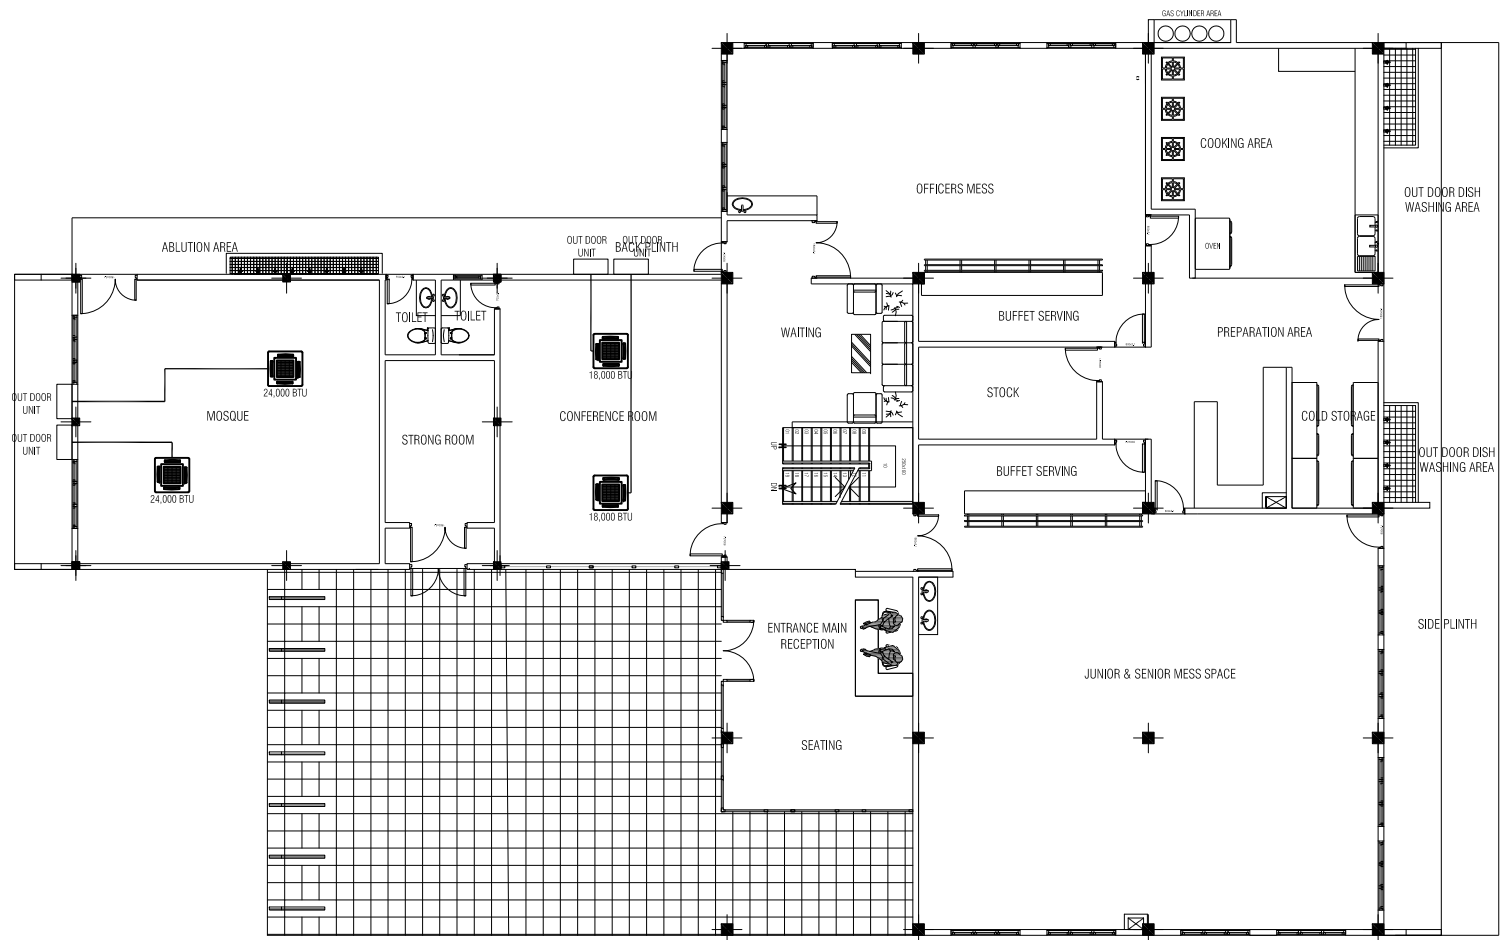 GAS CYLINDER AREA
COOKING AREA
OFFICERS MESS
OUT DOOR DISH
WASHING AREA
OVEN
ABLUTION AREA
OUT DOOR
UNIT
OUT DOOR
UNIT
BACK PLINTH
TOILET
TOILET
WAITING
BUFFET SERVING
PREPARATION AREA
18,000 BTU
24,000 BTU
STOCK
OUT DOOR
UNIT
MOSQUE
CONFERENCE ROOM
COLD STORAGE
STRONG ROOM
UP
OUT DOOR
UNIT
BUFFET SERVING
OUT DOOR DISH
WASHING AREA
DN
24,000 BTU
18,000 BTU
ENTRANCE MAIN
RECEPTION
SIDE PLINTH
JUNIOR & SENIOR MESS SPACE
SEATING